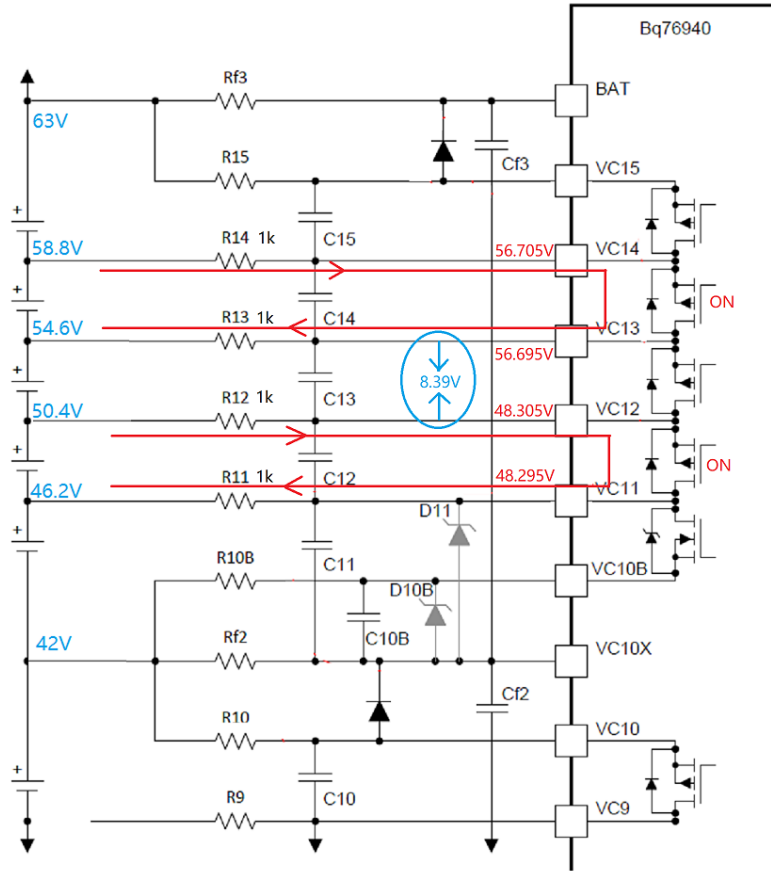 Bq76940
Rf3
BAT
63V
Cf3
R15
VC15
C15
58.8V
R14 1k
56.705V
VC14
ON
54.6V
R13 1k
C14
VC13
56.695V
8.39V
C13
50.4V
R12 1k
48.305V
VC12
ON
46.2V
R11 1k
C12
48.295V
VC11
D11
C11
R10B
D10B
VC10B
C10B
42V
Rf2
VC10X
Cf2
R10
VC10
C10
R9
VC9
+
+
+
+
+
+